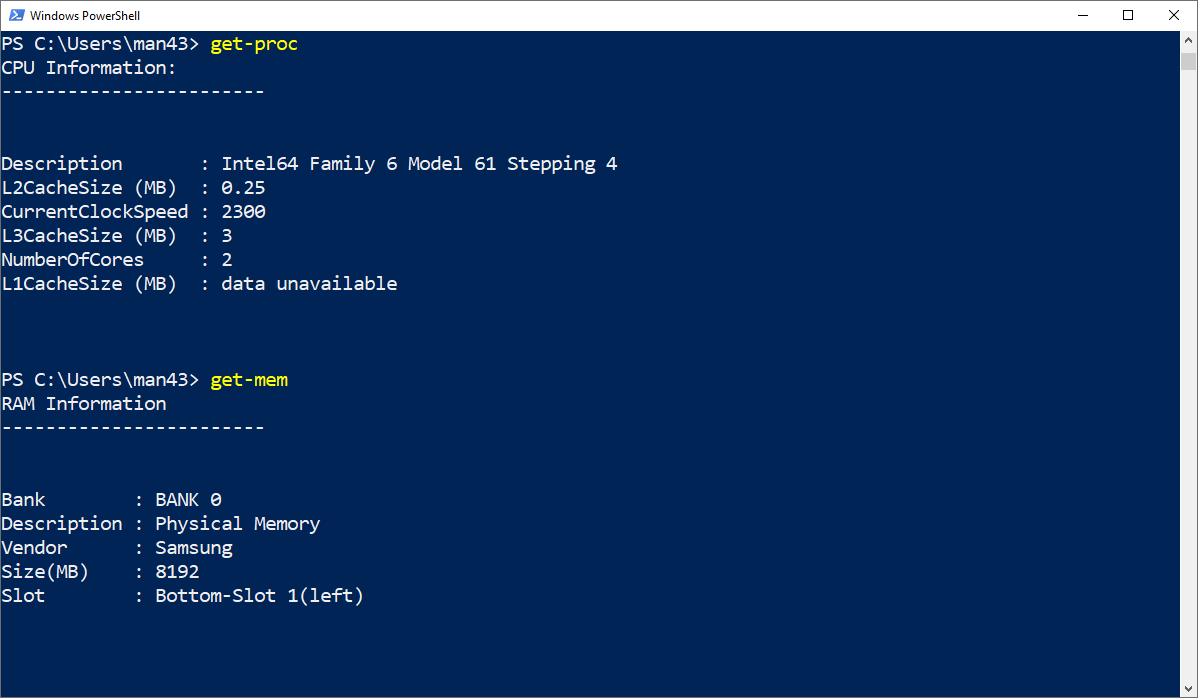 Windows PowerShell
PS C:\Users\man43> get-proc
CPU Information:
------------------------
Description       : Intel64 Family 6 Model 61 Stepping 4
L2CacheSize (MB)  : 0.25
CurrentClockSpeed : 2300
L3CacheSize (MB)  : 3
NumberOfCores     : 2
L1CacheSize (MB)  : data unavailable
PS C:\Users\man43> get-mem
RAM Information
------------------------
Bank        : BANK 0
Description : Physical Memory
Vendor      : Samsung
Size(MB)    : 8192
Slot        : Bottom-Slot 1(left)